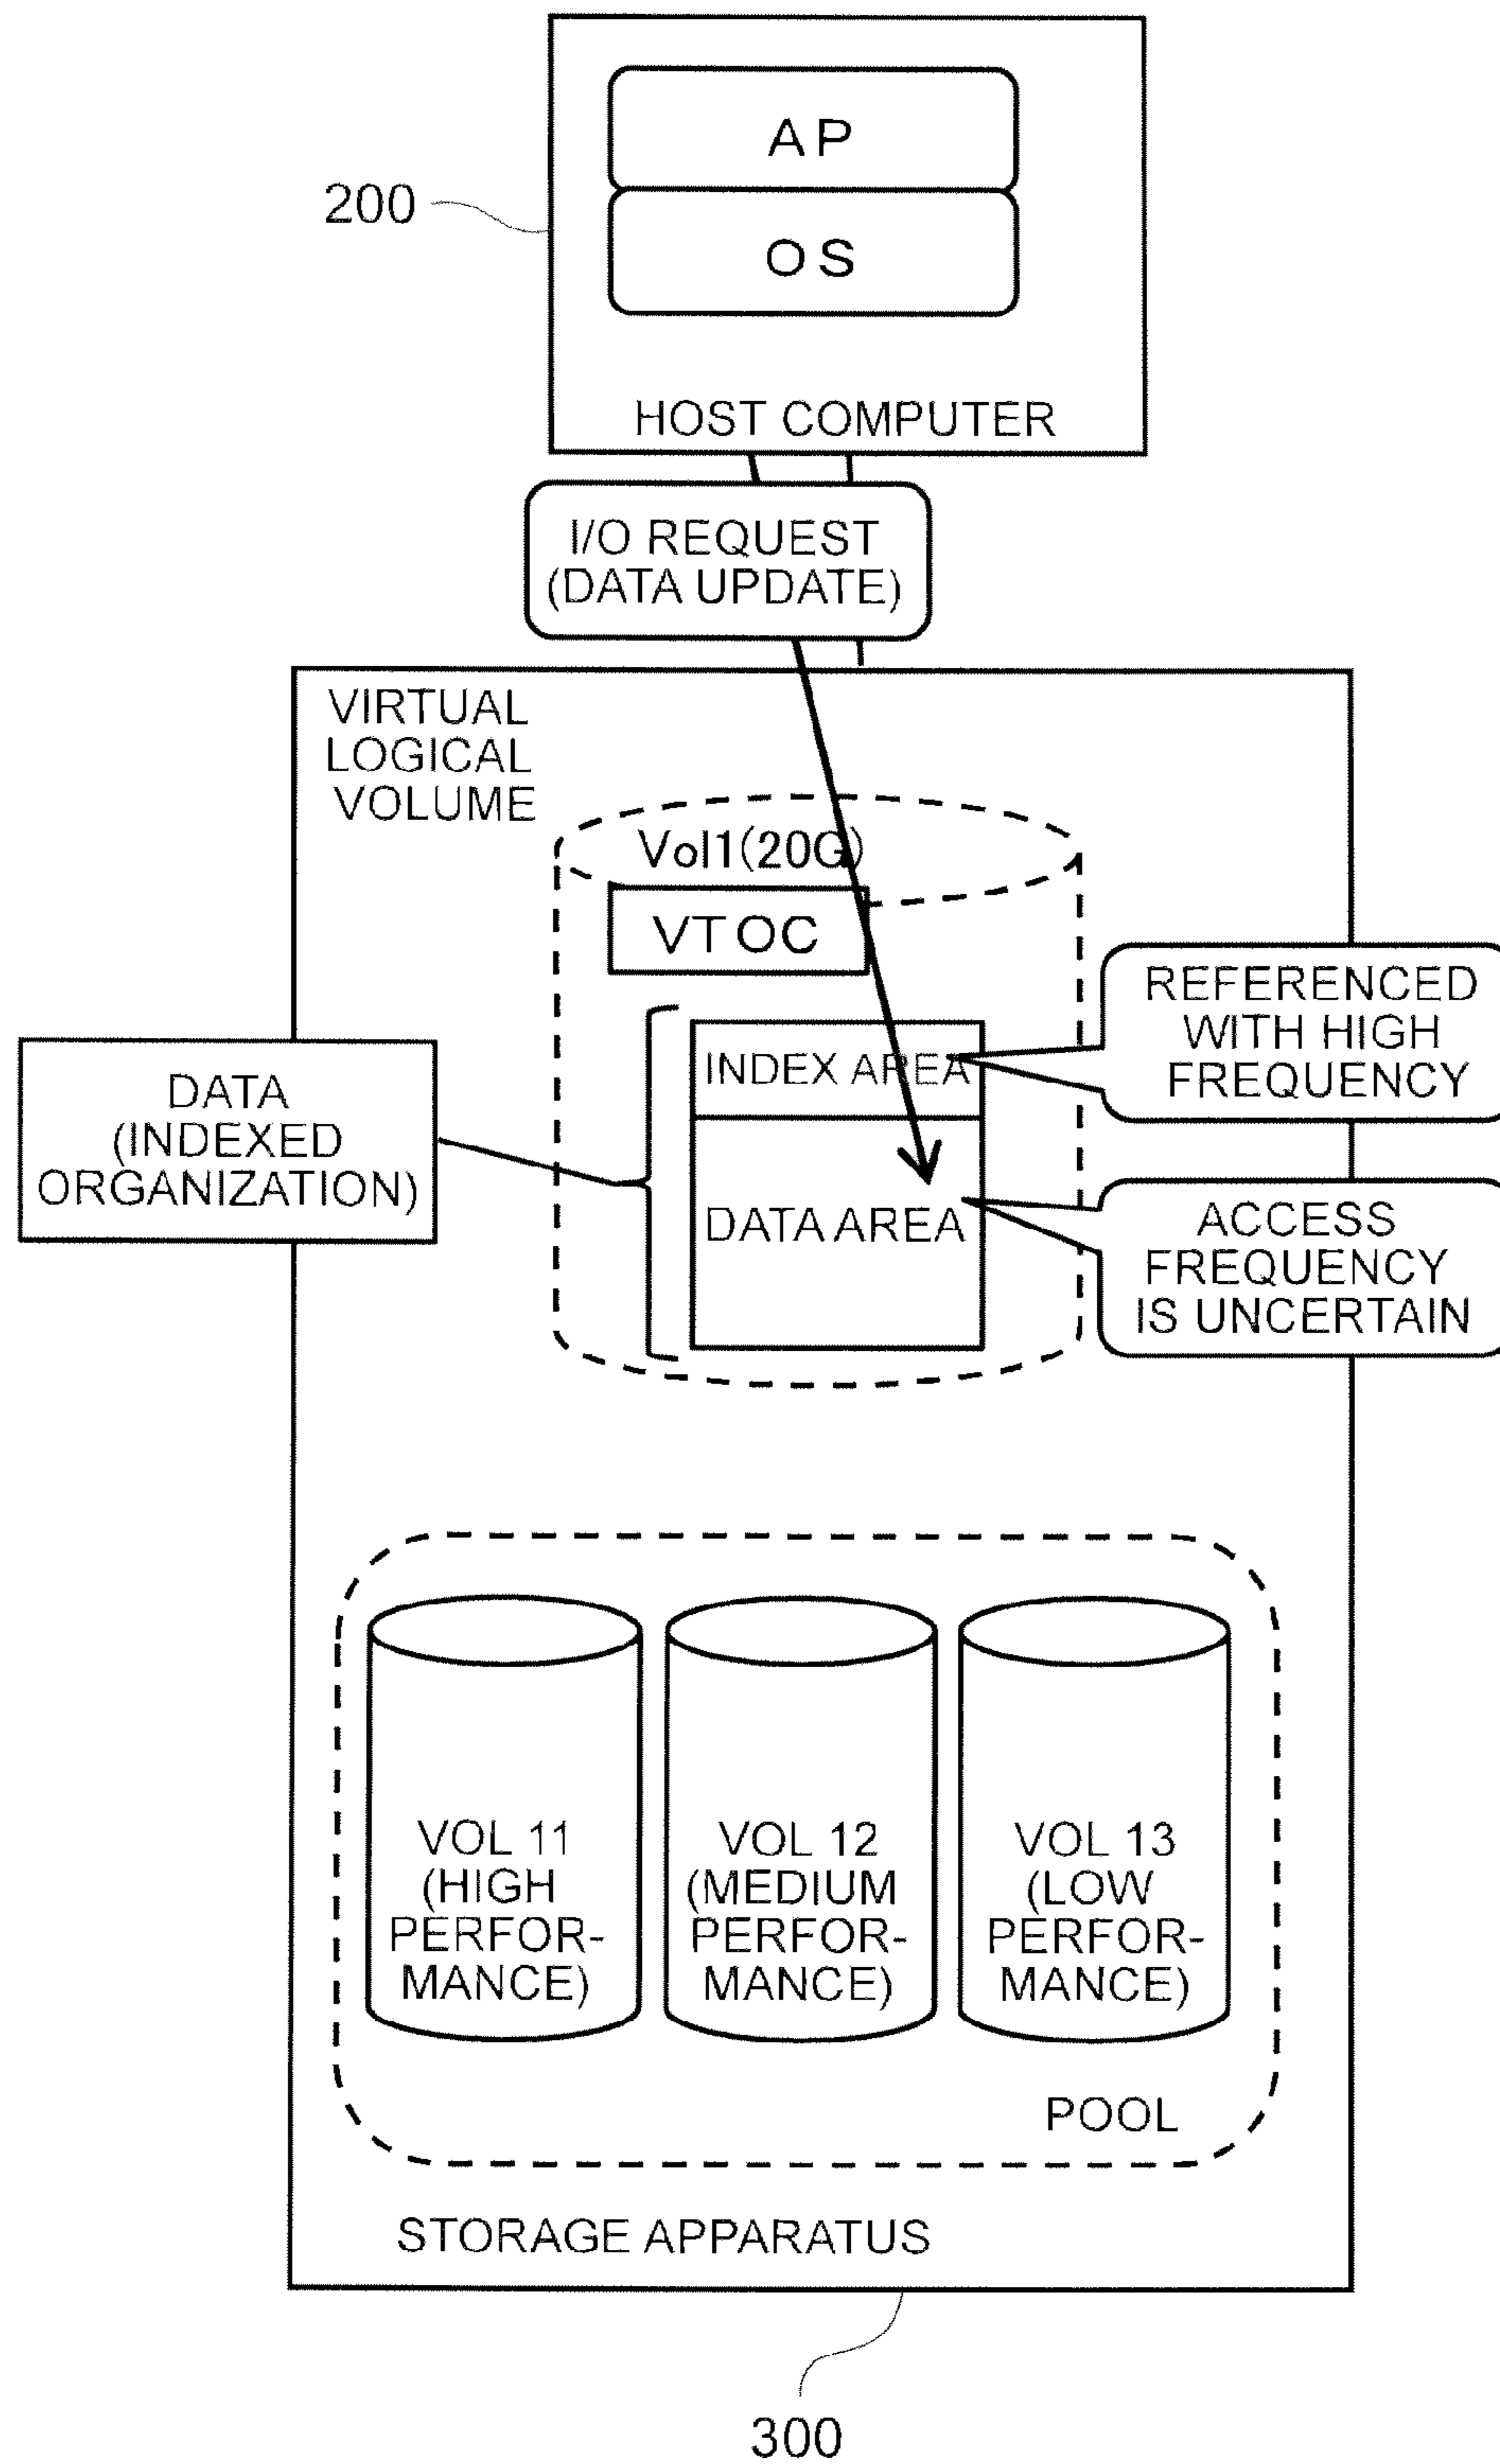 AP
200
OS
HOST COMPUTER
I/O REQUEST
(DATA UPDATE)
VIRTUAL
LOGICAL
VOLUME
Vol1(20G)
VTOC
REFERENCED
WITH HIGH
FREQUENCY
INDEX AREA
DATA
(INDEXED
ORGANIZATION)
ACCESS
FREQUENCY
IS UNCERTAIN
DATA AREA
VOL 11
(HIGH
PERFOR-
MANCE)
VOL 12
(MEDIUM
PERFOR-
MANCE)
VOL 13
(LOW
PERFOR-
MANCE)
POOL
STORAGE APPARATUS
300